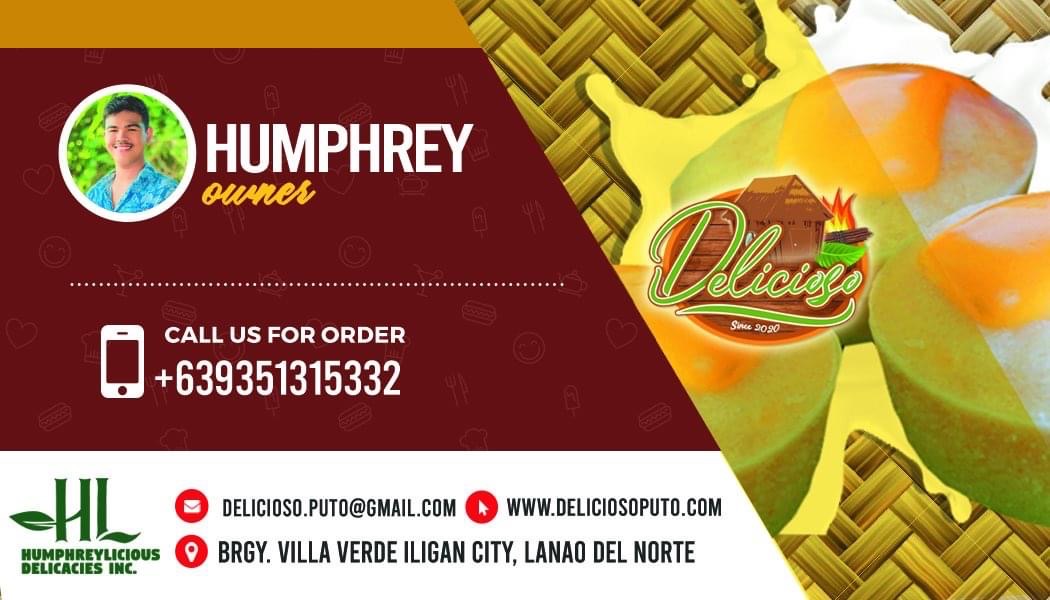 HUMPHREY
owner
CALL US FOR ORDER
+639351315332
Delicioso
Since 2020
HL
HUMPHREYLICIOUS
DELICACIES INC.
DELICIOSO.PUTO@GMAIL.COM
WWW.DELICIOSOPUTO.COM
BRGY. VILLA VERDE ILIGAN CITY, LANAO DEL NORTE